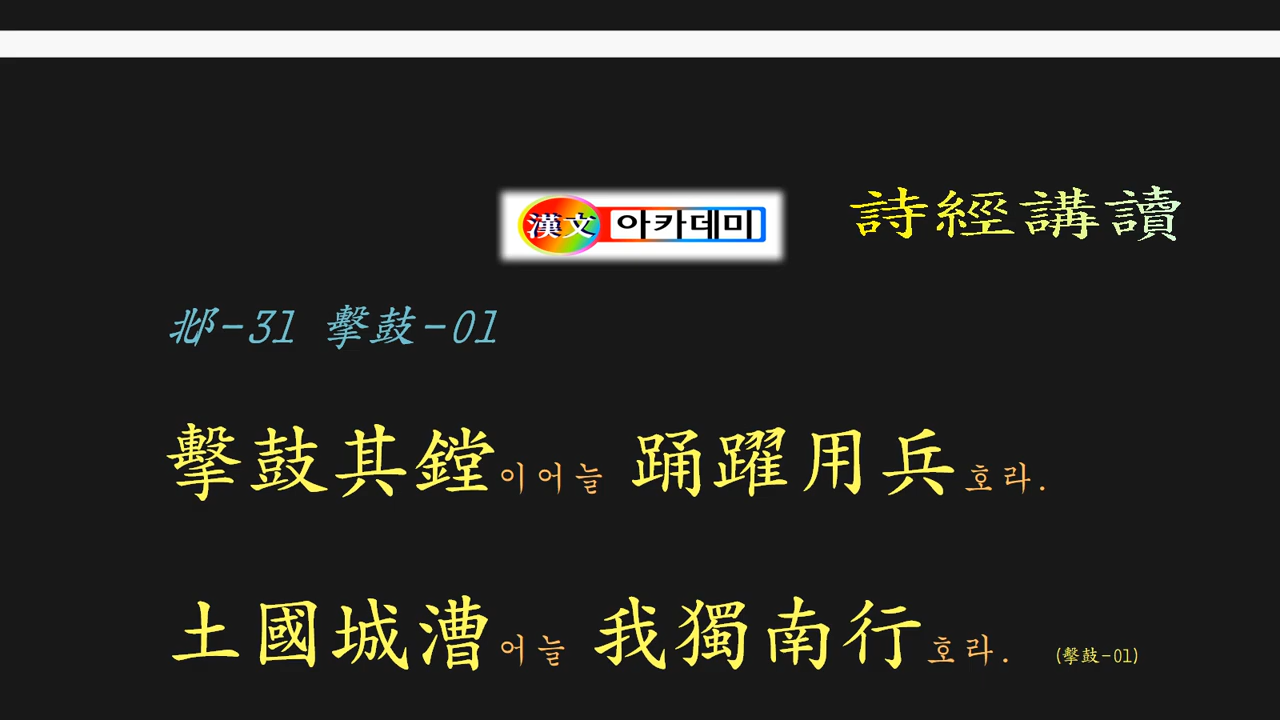 漢文 아카데미 詩經講讀
邶-31 擊鼓-01
擊鼓其鏜이어늘 踊躍用兵호라.
土國城漕어늘 我獨南行호라. (擊鼓-01)